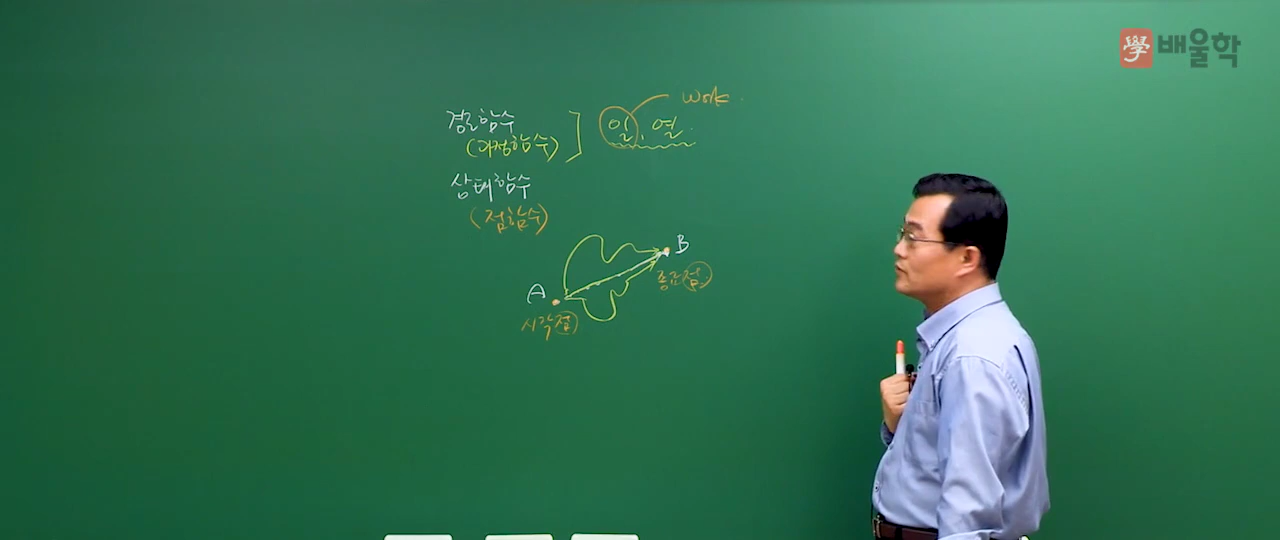 學 배울학
work.
경로함수
(과정함수)
일, 열.
상태함수
(점함수)
B
종료점
A
시작점